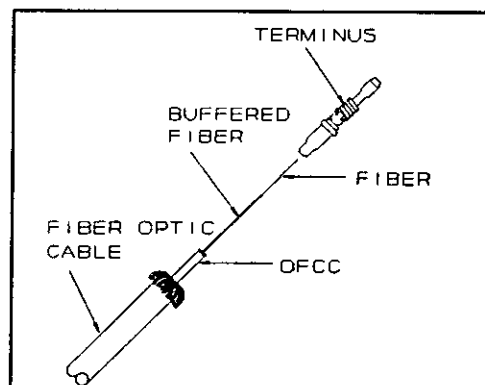 TERMINUS
BUFFERED
FIBER
FIBER
FIBER OPTIC
CABLE
OFCC